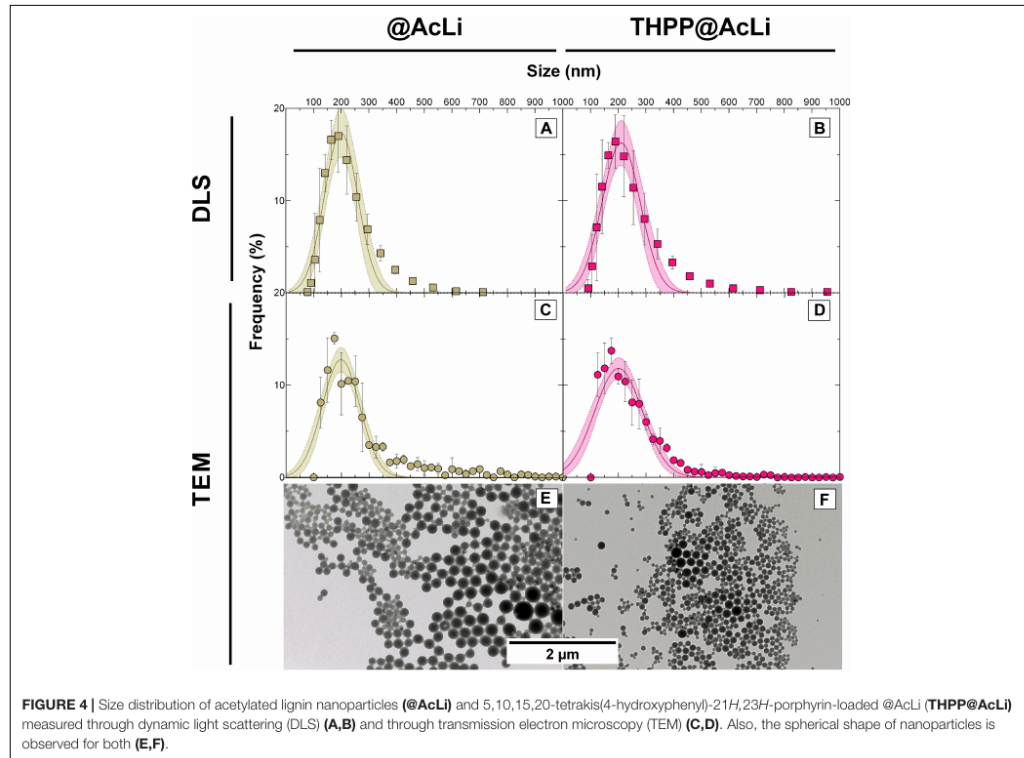 @AcLi THPP@AcLi
Size (nm)
100 200 300 400 500 600 700 800 900 1000 100 200 300 400 500 600 700 800 900 1000
20
A
B
10
DLS
Frequency (%)
20
C
D
10
TEM
0
E
F
2 µm
FIGURE 4 | Size distribution of acetylated lignin nanoparticles (@AcLi) and 5,10,15,20-tetrakis(4-hydroxyphenyl)-21H,23H-porphyrin-loaded @AcLi (THPP@AcLi)
measured through dynamic light scattering (DLS) (A,B) and through transmission electron microscopy (TEM) (C,D). Also, the spherical shape of nanoparticles is
observed for both (E,F).